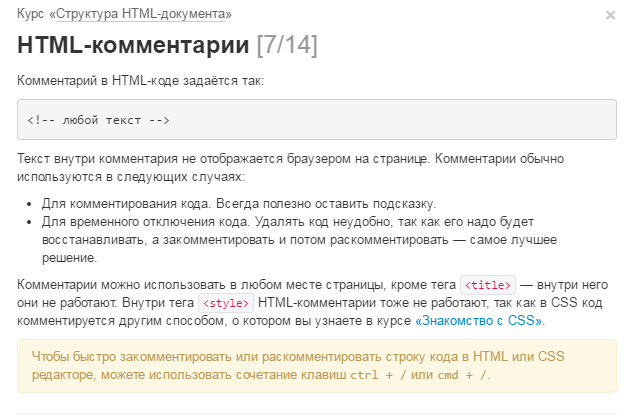 Курс «Структура HTML-документа»
×
HTML-комментарии [7/14]
Комментарий в HTML-коде задаётся так:
<!-- любой текст -->
Текст внутри комментария не отображается браузером на странице. Комментарии обычно
используются в следующих случаях:
• Для комментирования кода. Всегда полезно оставить подсказку.
• Для временного отключения кода. Удалять код неудобно, так как его надо будет
восстанавливать, а закомментировать и потом раскомментировать — самое лучшее
решение.
Комментарии можно использовать в любом месте страницы, кроме тега <title> — внутри него
они не работают. Внутри тега <style> HTML-комментарии тоже не работают, так как в CSS код
комментируется другим способом, о котором вы узнаете в курсе «Знакомство с CSS».
Чтобы быстро закомментировать или раскомментировать строку кода в HTML или CSS
редакторе, можете использовать сочетание клавиш ctrl + / или cmd + /.